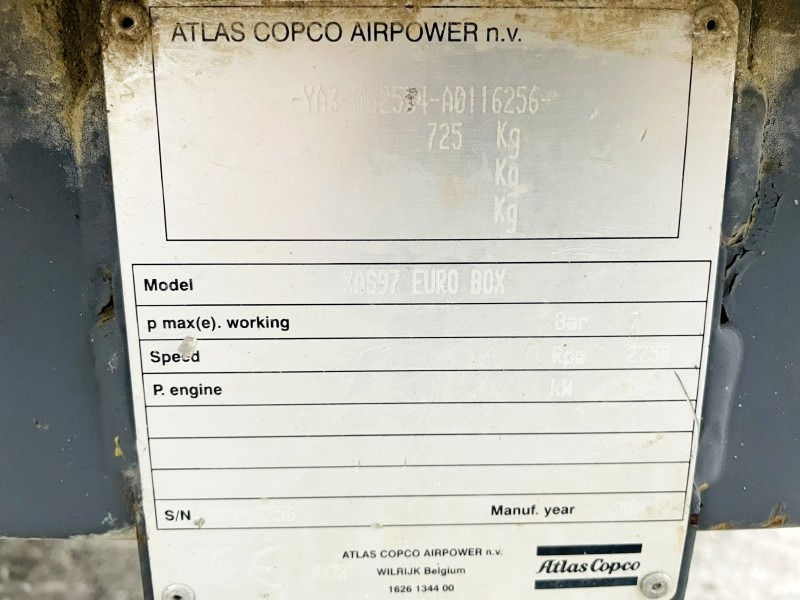 ATLAS COPCO AIRPOWER n.v.
725 Kg
Kg
Kg
Model XAS97 EURO BOX
p max(e). working Bar 7
Speed Rpm 2750
P. engine kW
S/N
Manuf. year
ATLAS COPCO AIRPOWER n.v.
WILRIJK Belgium
1626 1344 00
Atlas Copco